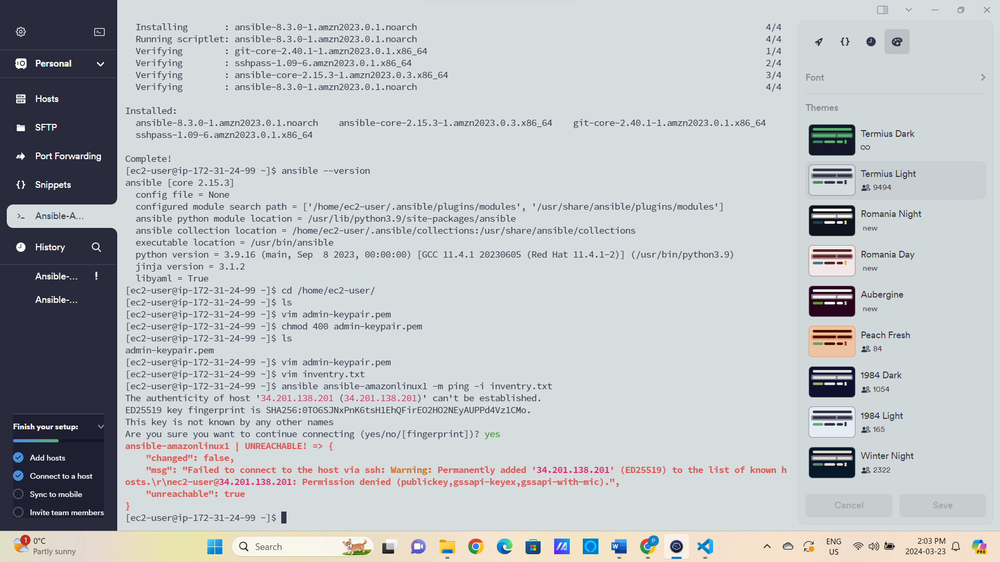 Installing       : ansible-8.3.0-1.amzn2023.0.1.noarch 4/4
Running scriptlet: ansible-8.3.0-1.amzn2023.0.1.noarch 4/4
Verifying        : git-core-2.40.1-1.amzn2023.0.1.x86_64 1/4
Verifying        : sshpass-1.09-6.amzn2023.0.1.x86_64 2/4
Verifying        : ansible-core-2.15.3-1.amzn2023.0.3.x86_64 3/4
Verifying        : ansible-8.3.0-1.amzn2023.0.1.noarch 4/4
Installed:
ansible-8.3.0-1.amzn2023.0.1.noarch    ansible-core-2.15.3-1.amzn2023.0.3.x86_64    git-core-2.40.1-1.amzn2023.0.1.x86_64
sshpass-1.09-6.amzn2023.0.1.x86_64
Complete!
[ec2-user@ip-172-31-24-99 ~]$ ansible --version
ansible [core 2.15.3]
config file = None
configured module search path = ['/home/ec2-user/.ansible/plugins/modules', '/usr/share/ansible/plugins/modules']
ansible python module location = /usr/lib/python3.9/site-packages/ansible
ansible collection location = /home/ec2-user/.ansible/collections:/usr/share/ansible/collections
executable location = /usr/bin/ansible
python version = 3.9.16 (main, Sep  8 2023, 00:00:00) [GCC 11.4.1 20230605 (Red Hat 11.4.1-2)] (/usr/bin/python3.9)
jinja version = 3.1.2
libyaml = True
[ec2-user@ip-172-31-24-99 ~]$ cd /home/ec2-user/
[ec2-user@ip-172-31-24-99 ~]$ ls
[ec2-user@ip-172-31-24-99 ~]$ vim admin-keypair.pem
[ec2-user@ip-172-31-24-99 ~]$ chmod 400 admin-keypair.pem
[ec2-user@ip-172-31-24-99 ~]$ ls
admin-keypair.pem
[ec2-user@ip-172-31-24-99 ~]$ vim admin-keypair.pem
[ec2-user@ip-172-31-24-99 ~]$ vim inventry.txt
[ec2-user@ip-172-31-24-99 ~]$ ansible ansible-amazonlinux1 -m ping -i inventry.txt
The authenticity of host '34.201.138.201 (34.201.138.201)' can't be established.
ED25519 key fingerprint is SHA256:0TO6SJNxPnK6tsH1EhQFirEO2HO2NEyAUPPd4Vz1CMo.
This key is not known by any other names
Are you sure you want to continue connecting (yes/no/[fingerprint])? yes
ansible-amazonlinux1 | UNREACHABLE! => {
"changed": false,
"msg": "Failed to connect to the host via ssh: Warning: Permanently added '34.201.138.201' (ED25519) to the list of known h
osts.\r\nec2-user@34.201.138.201: Permission denied (publickey,gssapi-keyex,gssapi-with-mic).",
"unreachable": true
}
[ec2-user@ip-172-31-24-99 ~]$
Personal
Hosts
SFTP
Port Forwarding
Snippets
Ansible-A...
History
Ansible-...
Ansible-...
Finish your setup:
Add hosts
Connect to a host
Sync to mobile
Invite team members
Font
Themes
Termius Dark
Termius Light
9494
Romania Night
new
Romania Day
new
Aubergine
new
Peach Fresh
84
1984 Dark
1054
1984 Light
165
Winter Night
2322
Cancel
Save
1
0°C
Partly sunny
Search
W
P
ENG
US
2:03 PM
2024-03-23
PRE